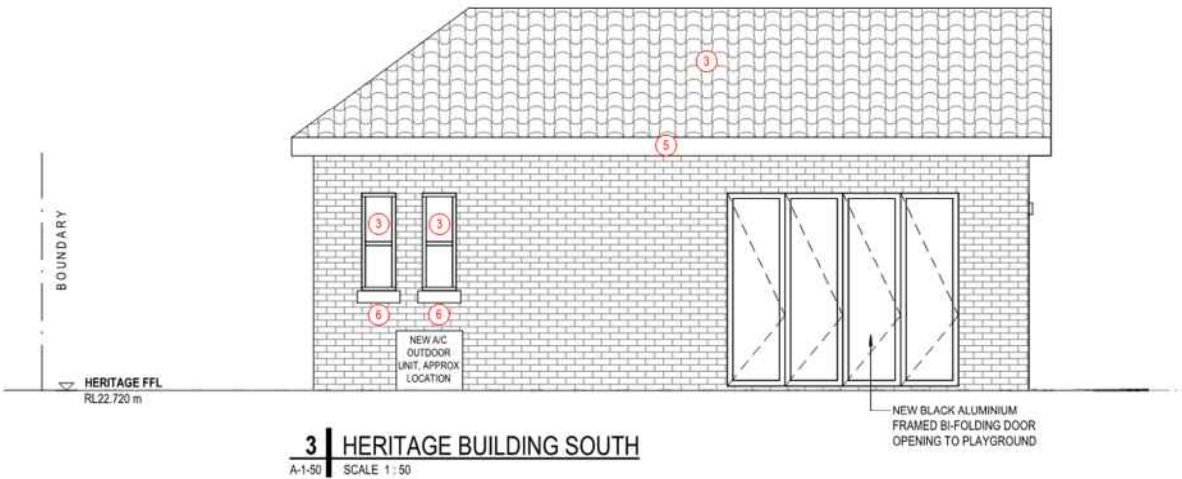 3
5
BOUNDARY
3
3
6
6
NEW A/C
OUTDOOR
UNIT, APPROX
LOCATION
HERITAGE FFL
RL22.720 m
NEW BLACK ALUMINIUM
FRAMED BI-FOLDING DOOR
OPENING TO PLAYGROUND
3 HERITAGE BUILDING SOUTH
A-1-50 SCALE 1 : 50